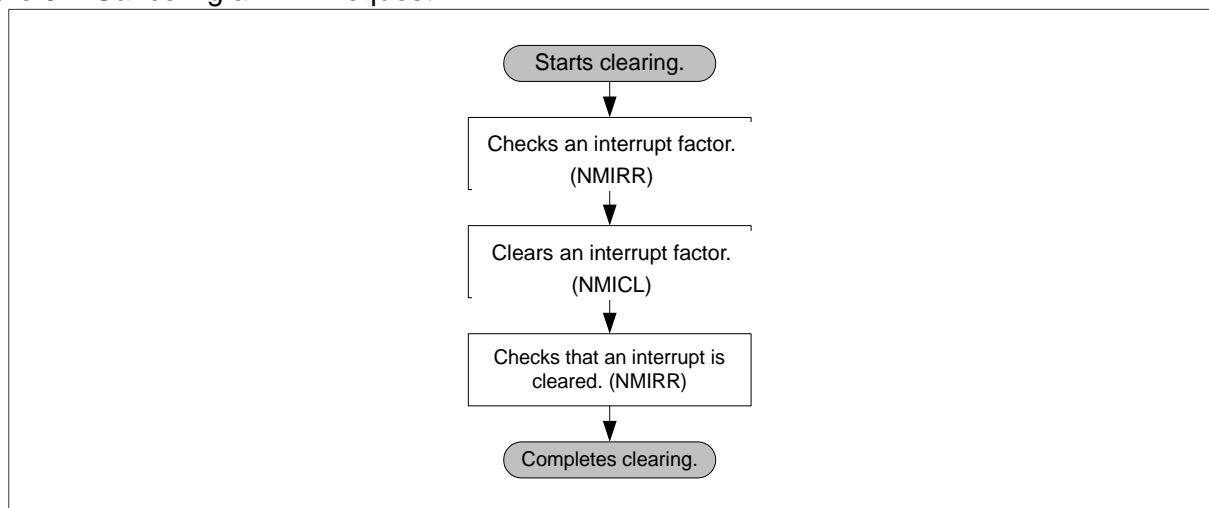 Starts clearing.
Checks an interrupt factor.
(NMIRR)
Clears an interrupt factor.
(NMICL)
Checks that an interrupt is
cleared. (NMIRR)
Completes clearing.